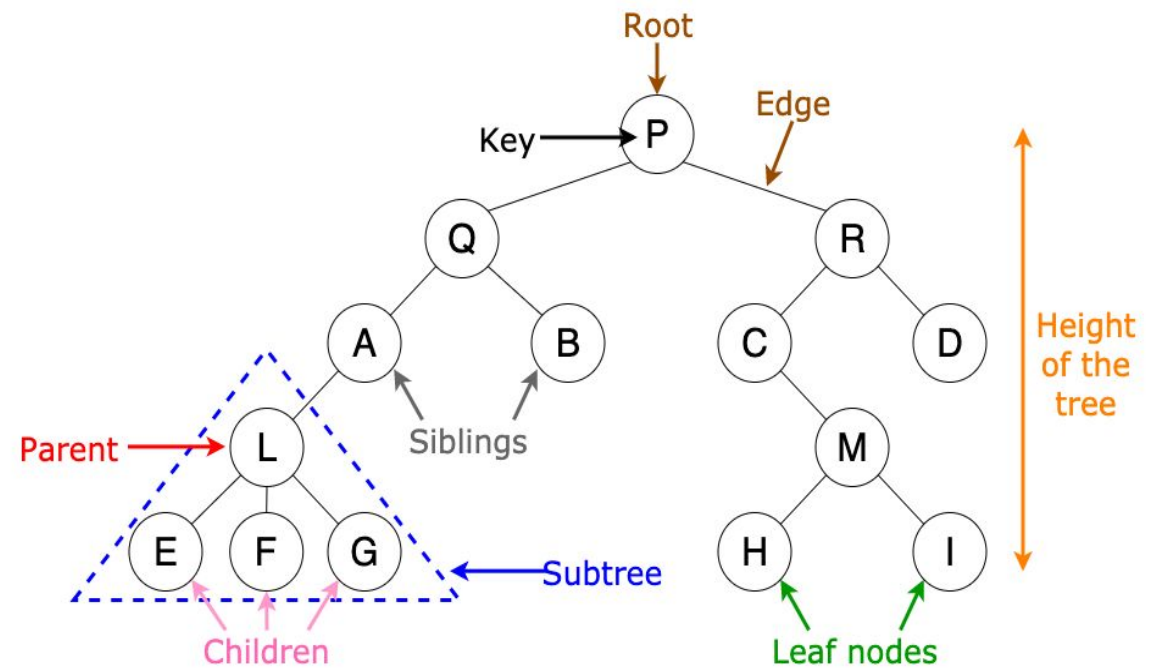 Root
Edge
Key
P
Q
R
A
B
C
D
Height
of the
tree
Siblings
Parent
L
M
E
F
G
H
I
Subtree
Children
Leaf nodes